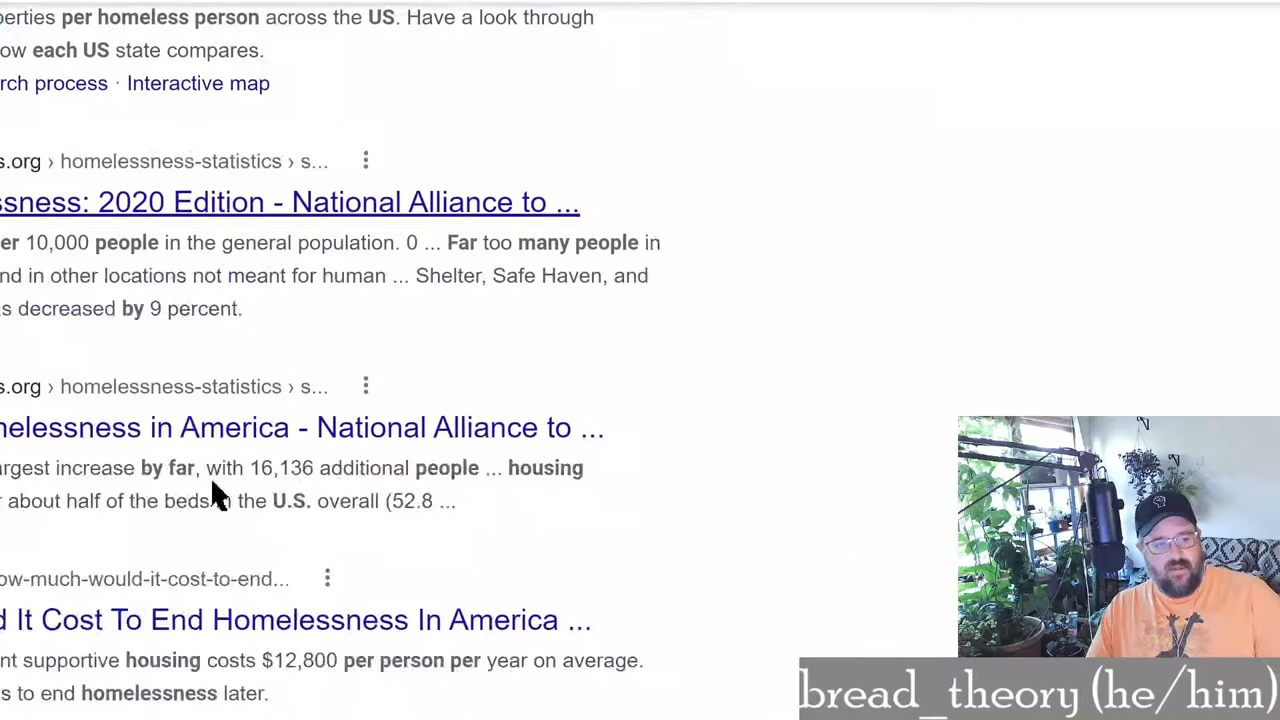 perties per homeless person across the US. Have a look through
ow each US state compares.
rch process · Interactive map
s.org › homelessness-statistics › s...
ssness: 2020 Edition - National Alliance to ...
er 10,000 people in the general population. 0 ... Far too many people in
nd in other locations not meant for human ... Shelter, Safe Haven, and
s decreased by 9 percent.
s.org › homelessness-statistics › s...
nelessness in America - National Alliance to ...
argest increase by far, with 16,136 additional people ... housing
r about half of the beds in the U.S. overall (52.8 ...
ow-much-would-it-cost-to-end...
d It Cost To End Homelessness In America ...
nt supportive housing costs $12,800 per person per year on average.
s to end homelessness later.
bread_theory (he/him)